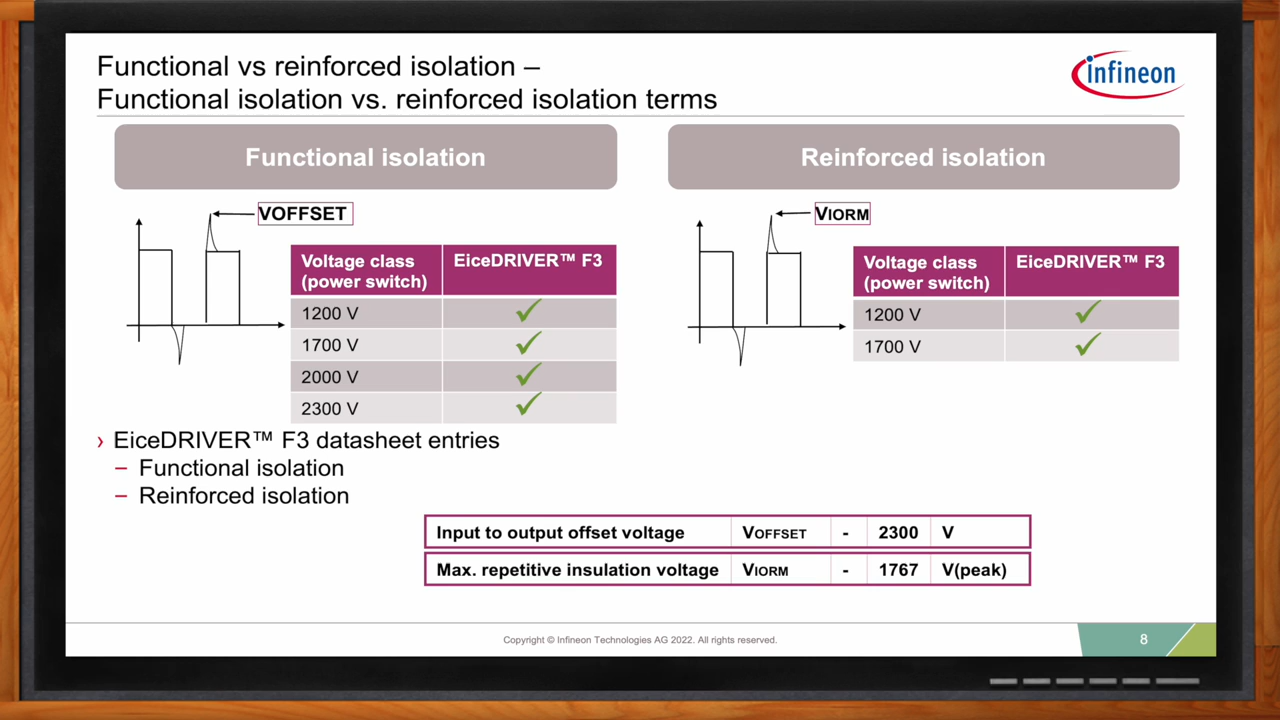 Functional vs reinforced isolation –
Functional isolation vs. reinforced isolation terms
infineon
Functional isolation
VOFFSET
Voltage class
(power switch)
EiceDRIVER™ F3
1200 V
1700 V
2000 V
2300 V
Reinforced isolation
VIORM
Voltage class
(power switch)
EiceDRIVER™ F3
1200 V
1700 V
› EiceDRIVER™ F3 datasheet entries
– Functional isolation
– Reinforced isolation
Input to output offset voltage VOFFSET - 2300 V
Max. repetitive insulation voltage VIORM - 1767 V(peak)
Copyright © Infineon Technologies AG 2022. All rights reserved.
8